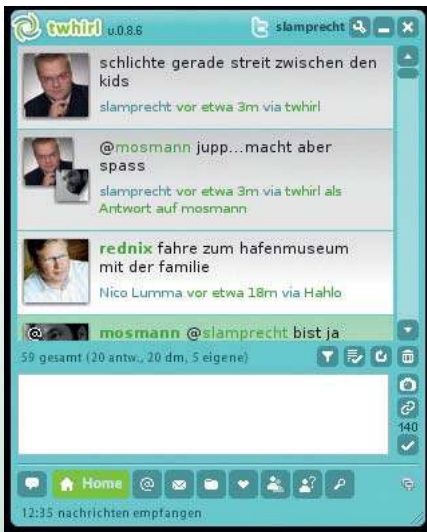 twhirl v.0.8.6 slamprecht
schlichte gerade streit zwischen den
kids
slamprecht vor etwa 3m via twhirl
@mosmann jupp...macht aber
spass
slamprecht vor etwa 3m via twhirl als
Antwort auf mosmann
rednix fahre zum hafenmuseum
mit der familie
Nico Lumma vor etwa 18m via Hahlo
mosmann @slamprecht bist ja
59 gesamt (20 antw., 20 dm, 5 eigene)
140
Home
12:35 nachrichten empfangen